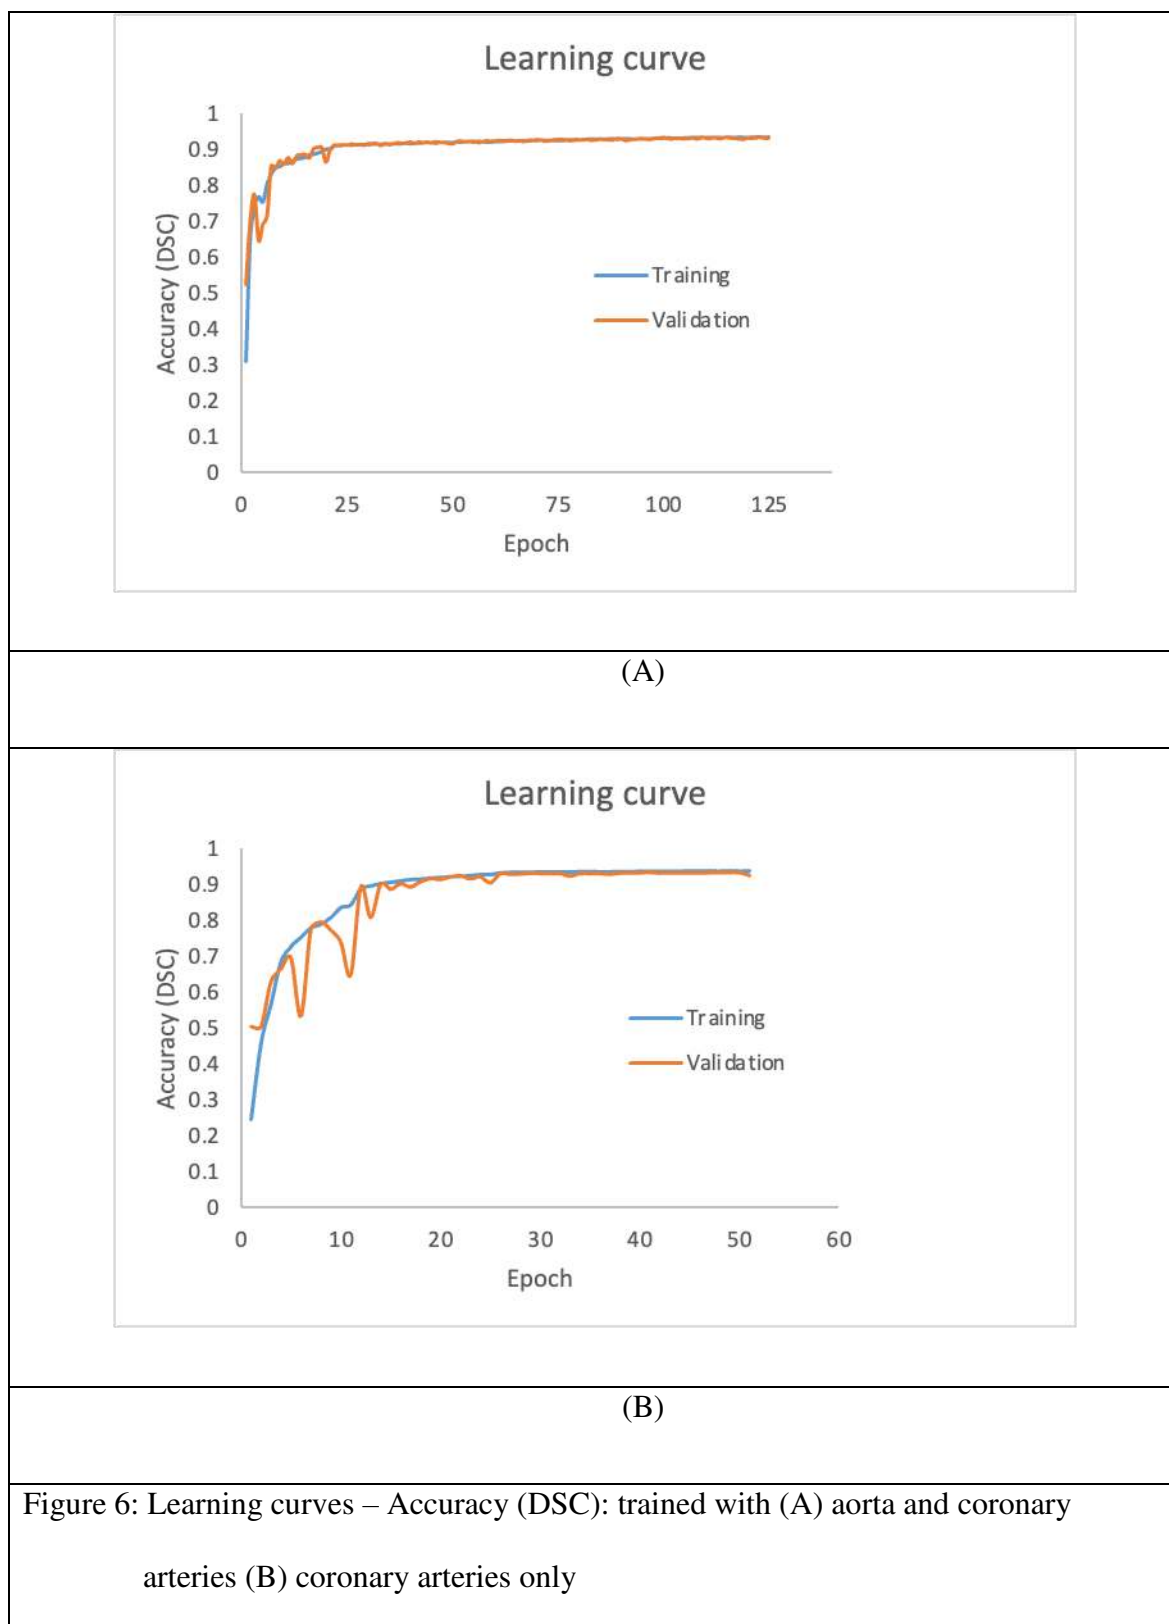 Learning curve
1
0.9
0.8
0.7
0.6
0.5
0.4
0.3
0.2
0.1
0
Accuracy (DSC)
Training
Validation
0 25 50 75 100 125
Epoch
(A)
Learning curve
1
0.9
0.8
0.7
0.6
0.5
0.4
0.3
0.2
0.1
0
Accuracy (DSC)
Training
Validation
0 10 20 30 40 50 60
Epoch
(B)
Figure 6: Learning curves – Accuracy (DSC): trained with (A) aorta and coronary
arteries (B) coronary arteries only